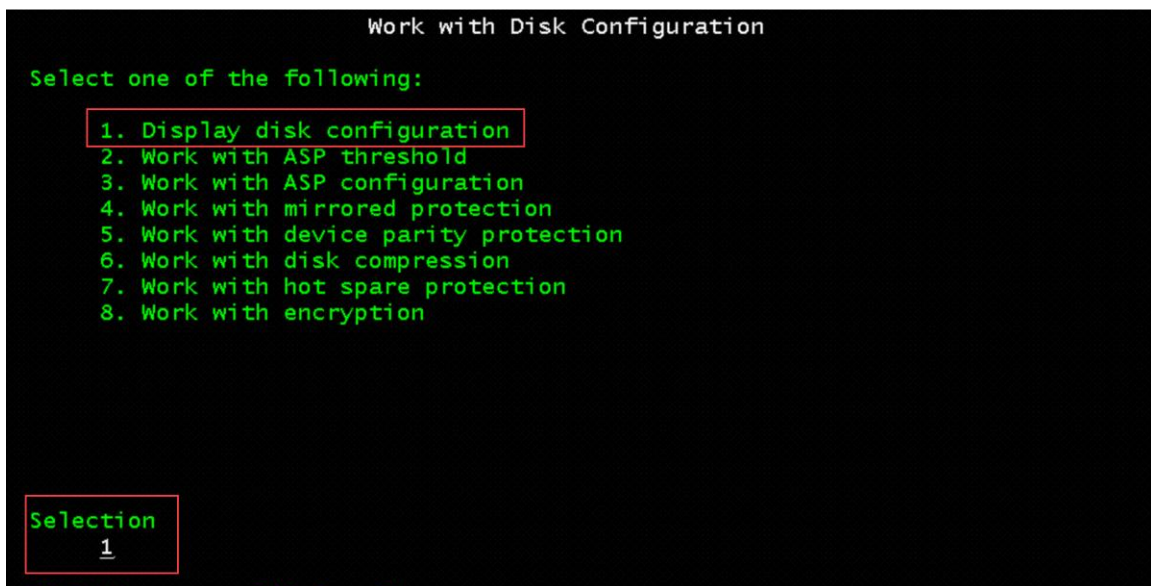 Work with Disk Configuration
Select one of the following:
1. Display disk configuration
2. Work with ASP threshold
3. Work with ASP configuration
4. Work with mirrored protection
5. Work with device parity protection
6. Work with disk compression
7. Work with hot spare protection
8. Work with encryption
Selection
1